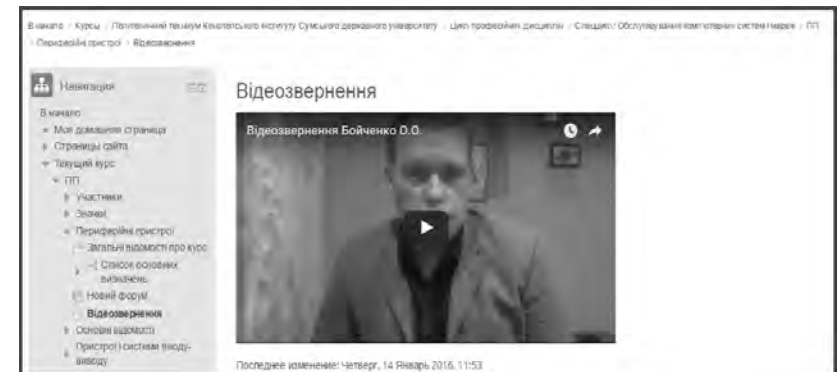 В начало / Курсы / Політехнічний технікум Конотопського інституту Сумського державного університету / Цикл професійних дисциплін / Спеціаліз. Обслуговування комп'ютерних систем і мереж / ПП
/ Периферійні пристрої / Відеозвернення
Навигация
В начало
Моя домашняя страница
Страницы сайта
Текущий курс
ПП
Участники
Значки
Периферійні пристрої
Загальні відомості про курс
Список основних
визначень
Новий форум
Відеозвернення
Основні відомості
Пристрої і системи вводу-
виводу
Відеозвернення
Відеозвернення Бойченко О.О.
Последнее изменение: Четверг, 14 Январь 2016, 11:53